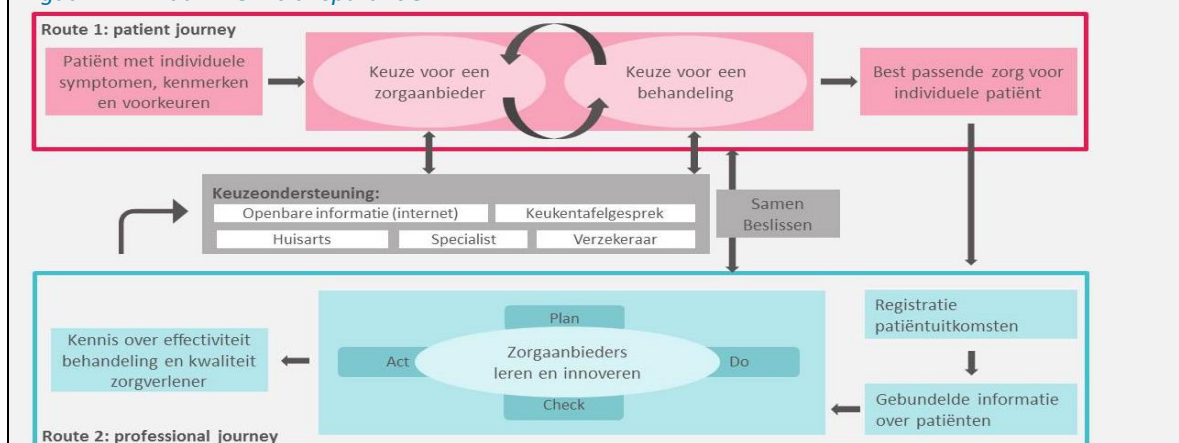 Route 1: patient journey
Patiënt met individuele
symptomen, kenmerken
en voorkeuren
Keuze voor een
zorgaanbieder
Keuze voor een
behandeling
Best passende zorg voor
individuele patiënt
Keuzeondersteuning:
Openbare informatie (internet)
Keukentafelgesprek
Huisarts
Specialist
Verzekeraar
Samen
Beslissen
Registratie
patiëntuitkomsten
Gebundelde informatie
over patiënten
Plan
Act
Zorgaanbieders
leren en innoveren
Do
Check
Kennis over effectiviteit
behandeling en kwaliteit
zorgverlener
Route 2: professional journey